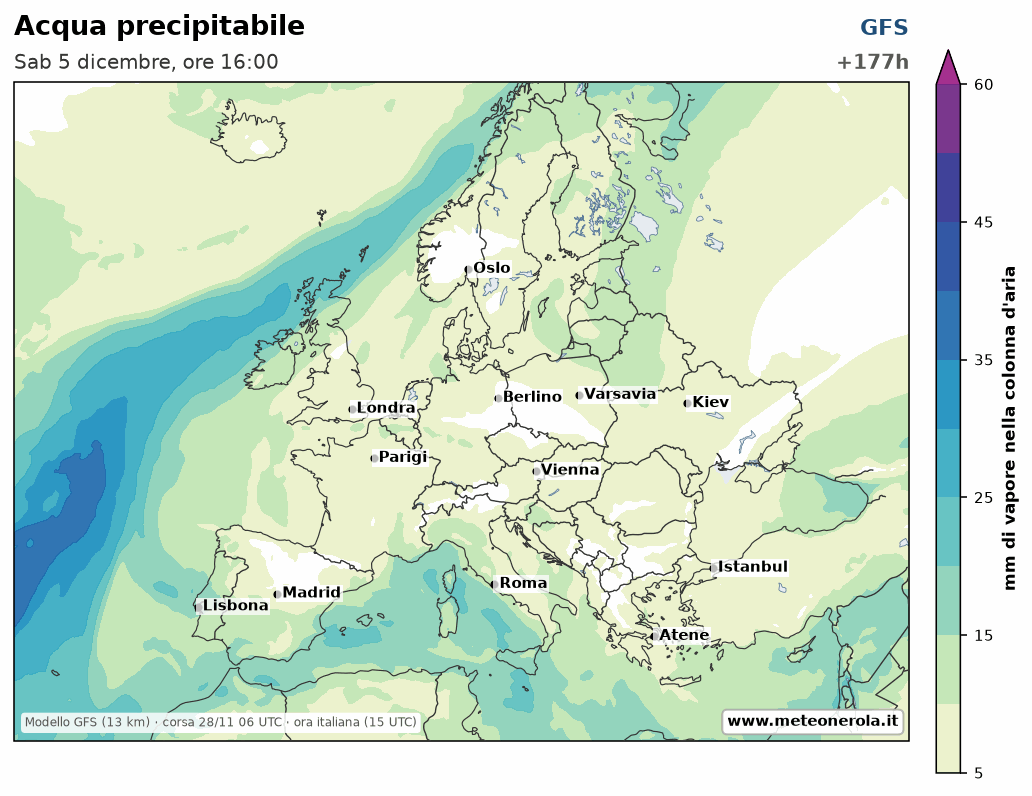 Acqua precipitabile
GFS
Sab 5 dicembre, ore 16:00
+177h
60
45
35
25
15
5
mm di vapore nella colonna d'aria
Oslo
Berlino
Varsavia
Kiev
Londra
Parigi
Vienna
Istanbul
Roma
Madrid
Lisbona
Atene
Modello GFS (13 km) · corsa 28/11 06 UTC · ora italiana (15 UTC)
www.meteonerola.it